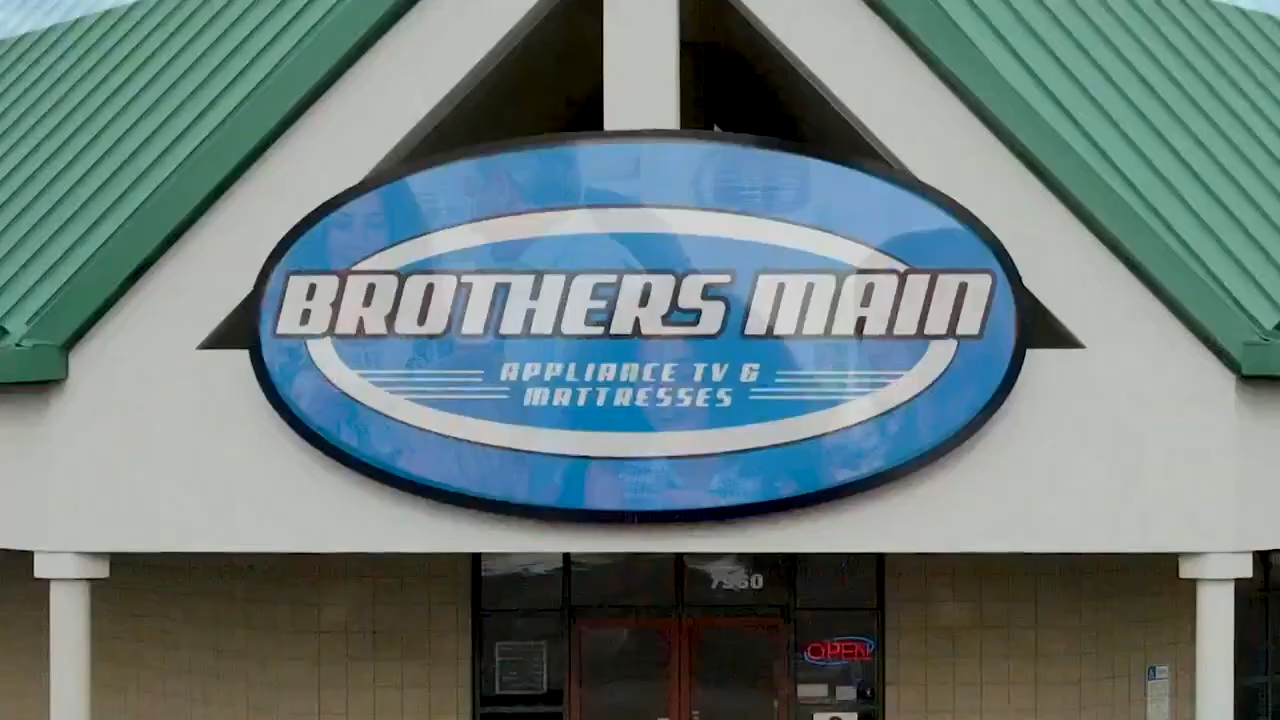 BROTHERS MAIN
APPLIANCE TV &
MATTRESSES
7960
OPEN